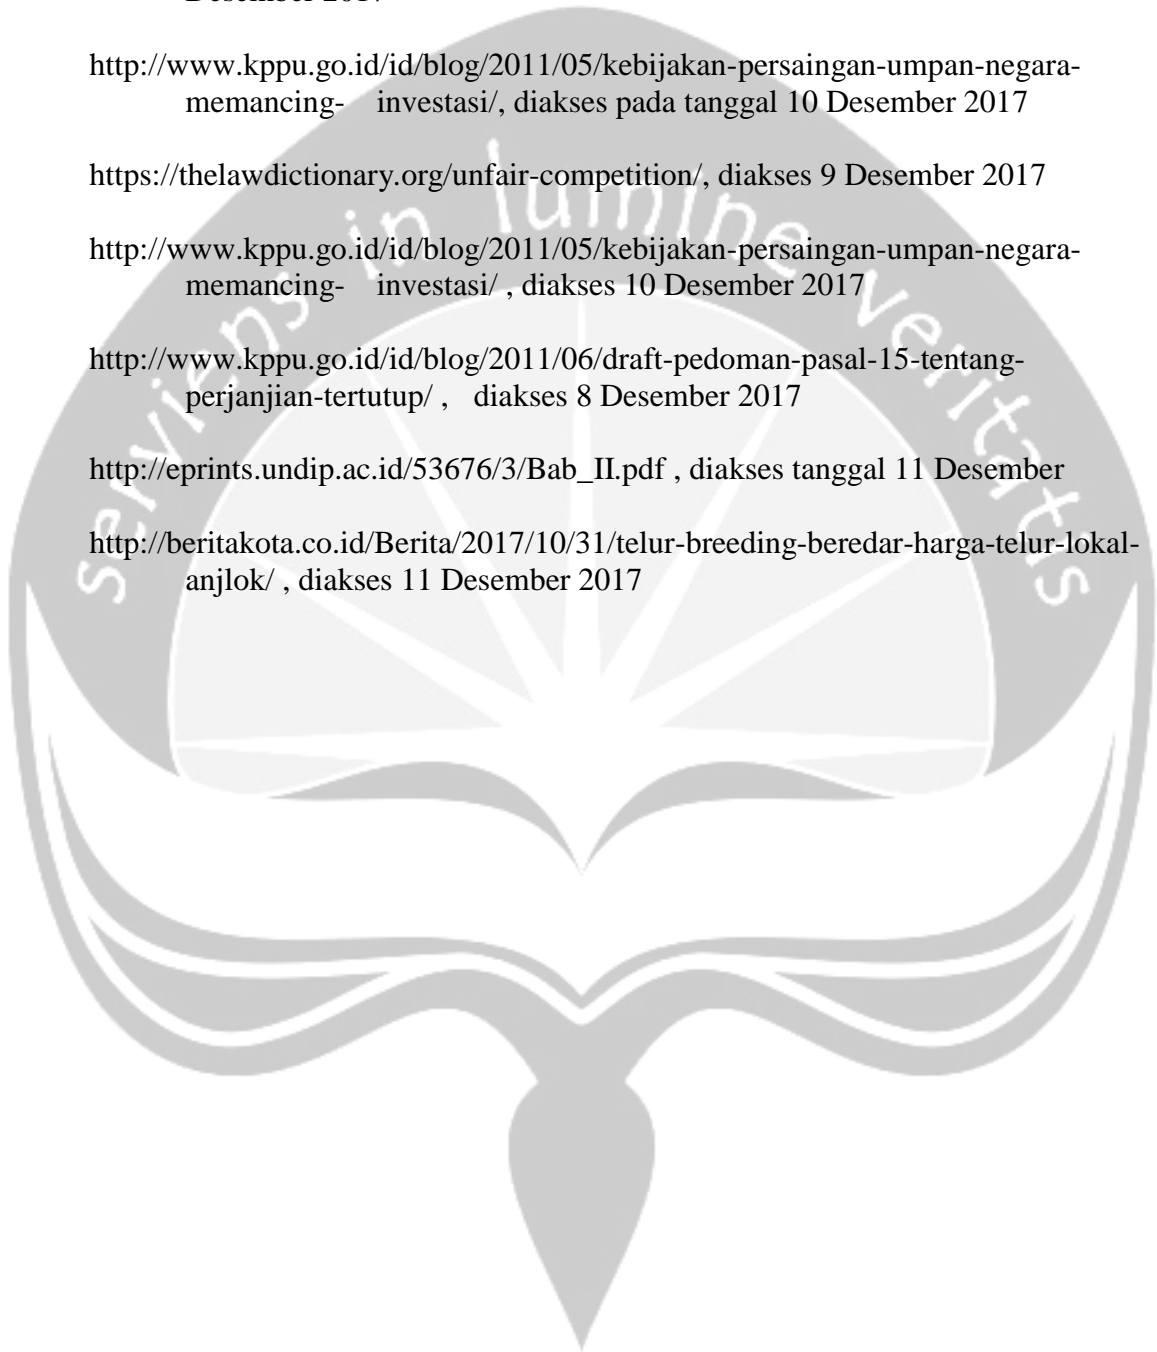 Desember 2017
http://www.kppu.go.id/id/blog/2011/05/kebijakan-persaingan-umpan-negara-
memancing- investasi/, diakses pada tanggal 10 Desember 2017
https://thelawdictionary.org/unfair-competition/, diakses 9 Desember 2017
http://www.kppu.go.id/id/blog/2011/05/kebijakan-persaingan-umpan-negara-
memancing- investasi/ , diakses 10 Desember 2017
http://www.kppu.go.id/id/blog/2011/06/draft-pedoman-pasal-15-tentang-
perjanjian-tertutup/ , diakses 8 Desember 2017
http://eprints.undip.ac.id/53676/3/Bab_II.pdf , diakses tanggal 11 Desember
http://beritakota.co.id/Berita/2017/10/31/telur-breeding-beredar-harga-telur-lokal-
anjlok/ , diakses 11 Desember 2017
serviens in lumine veritatis